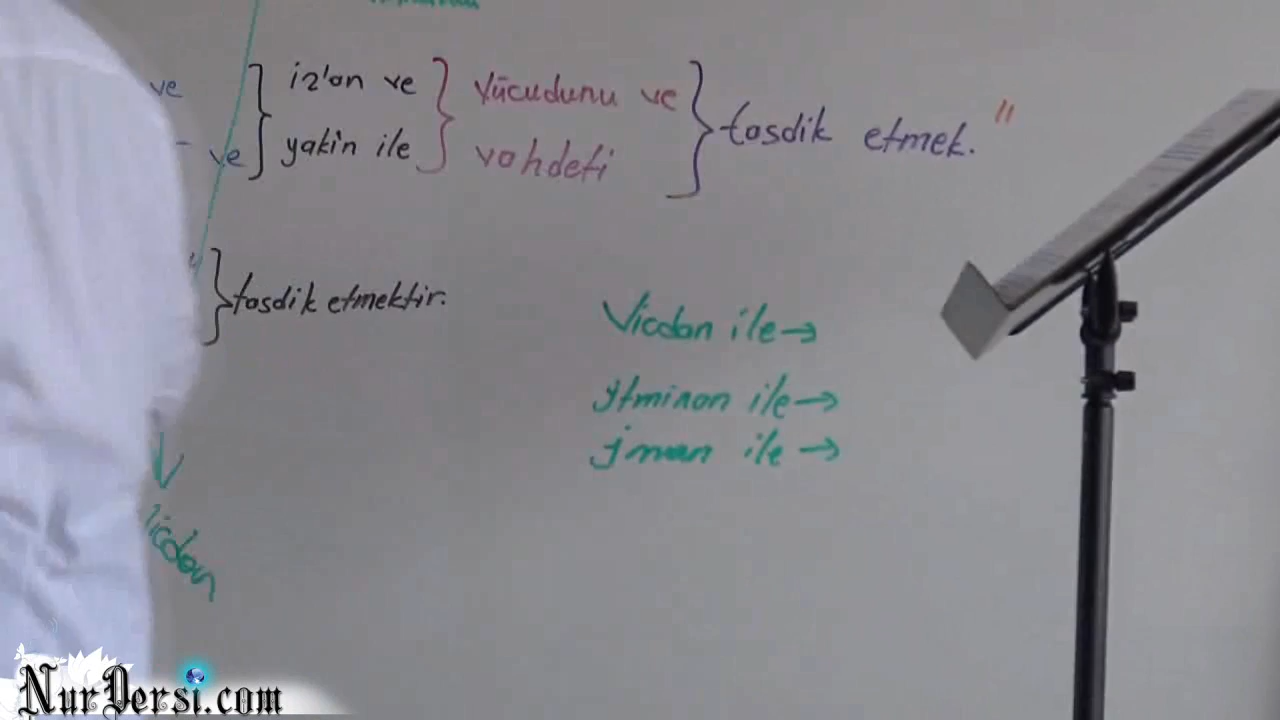 ve } iz'an ve } vücudunu ve } tasdik etmek."
ve } yakîn ile } vahdeti
} tasdik etmektir.
Vicdan ile →
İtminan ile →
İman ile →
vicdan
NurDersi.com